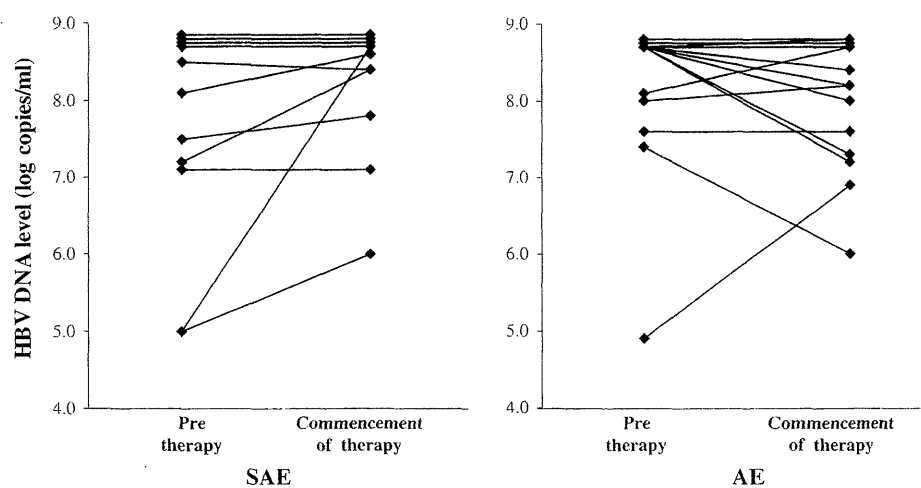 HBV DNA level (log copies/ml)
9.0
8.0
7.0
6.0
5.0
4.0
Pre
therapy
Commencement
of therapy
SAE
9.0
8.0
7.0
6.0
5.0
4.0
Pre
therapy
Commencement
of therapy
AE